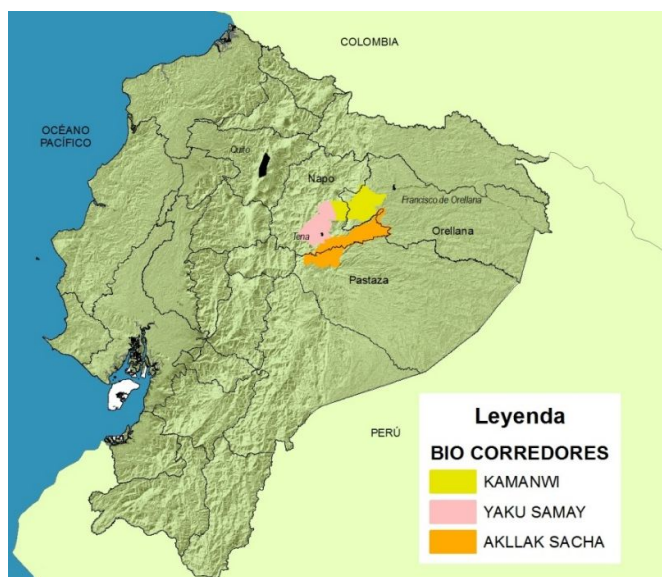 COLOMBIA
OCÉANO
PACÍFICO
Quito
Napo
Francisco de Orellana
Tena
Orellana
Pastaza
PERÚ
Leyenda
BIO CORREDORES
KAMANWI
YAKU SAMAY
AKLLAK SACHA